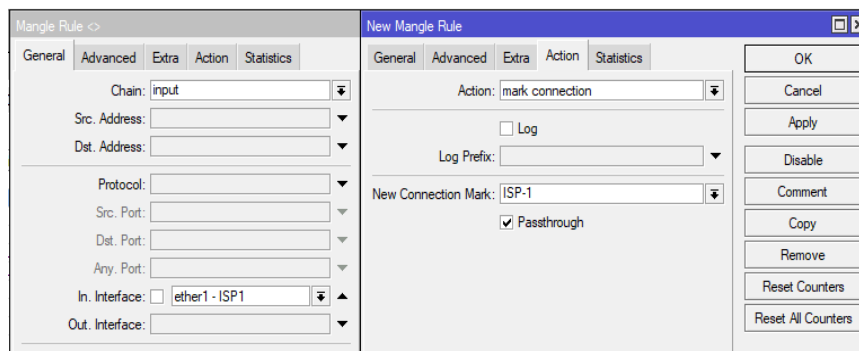 Mangle Rule <>
General Advanced Extra Action Statistics
Chain: input
Src. Address:
Dst. Address:
Protocol:
Src. Port:
Dst. Port:
Any. Port:
In. Interface: ether1 - ISP1
Out. Interface:
New Mangle Rule
General Advanced Extra Action Statistics
Action: mark connection
Log
Log Prefix:
New Connection Mark: ISP-1
Passthrough
OK
Cancel
Apply
Disable
Comment
Copy
Remove
Reset Counters
Reset All Counters